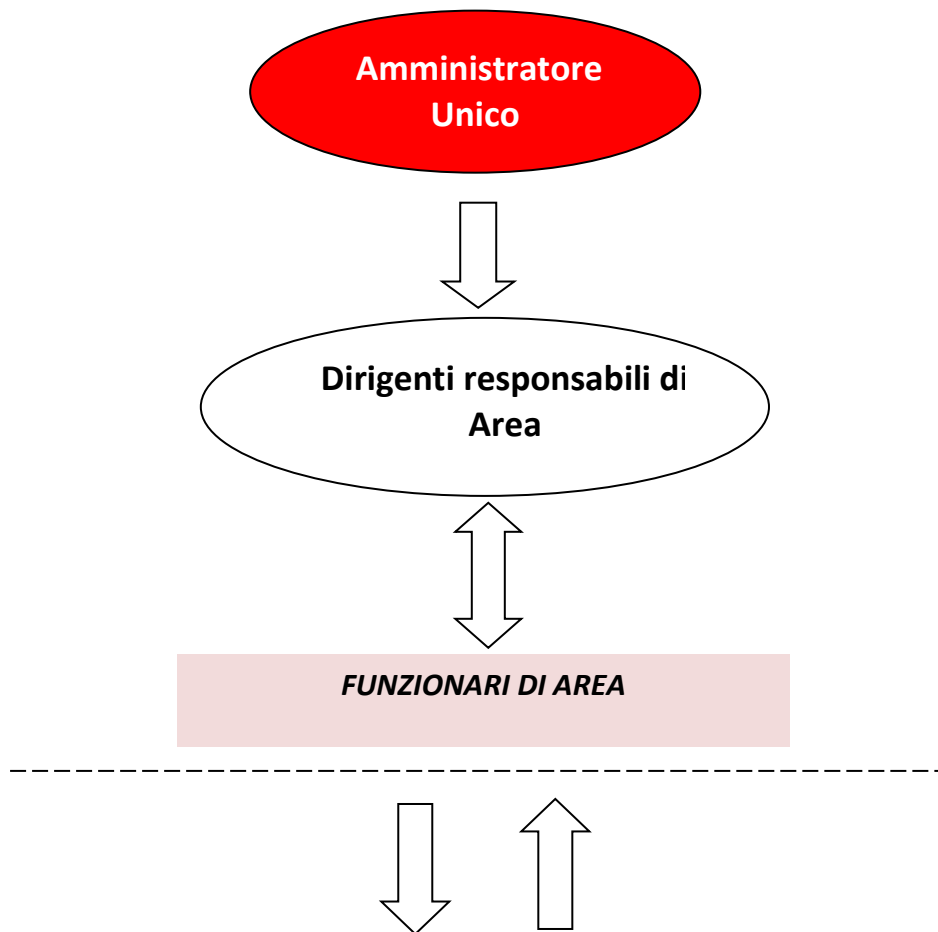 Amministratore
Unico
Dirigenti responsabili di
Area
FUNZIONARI DI AREA